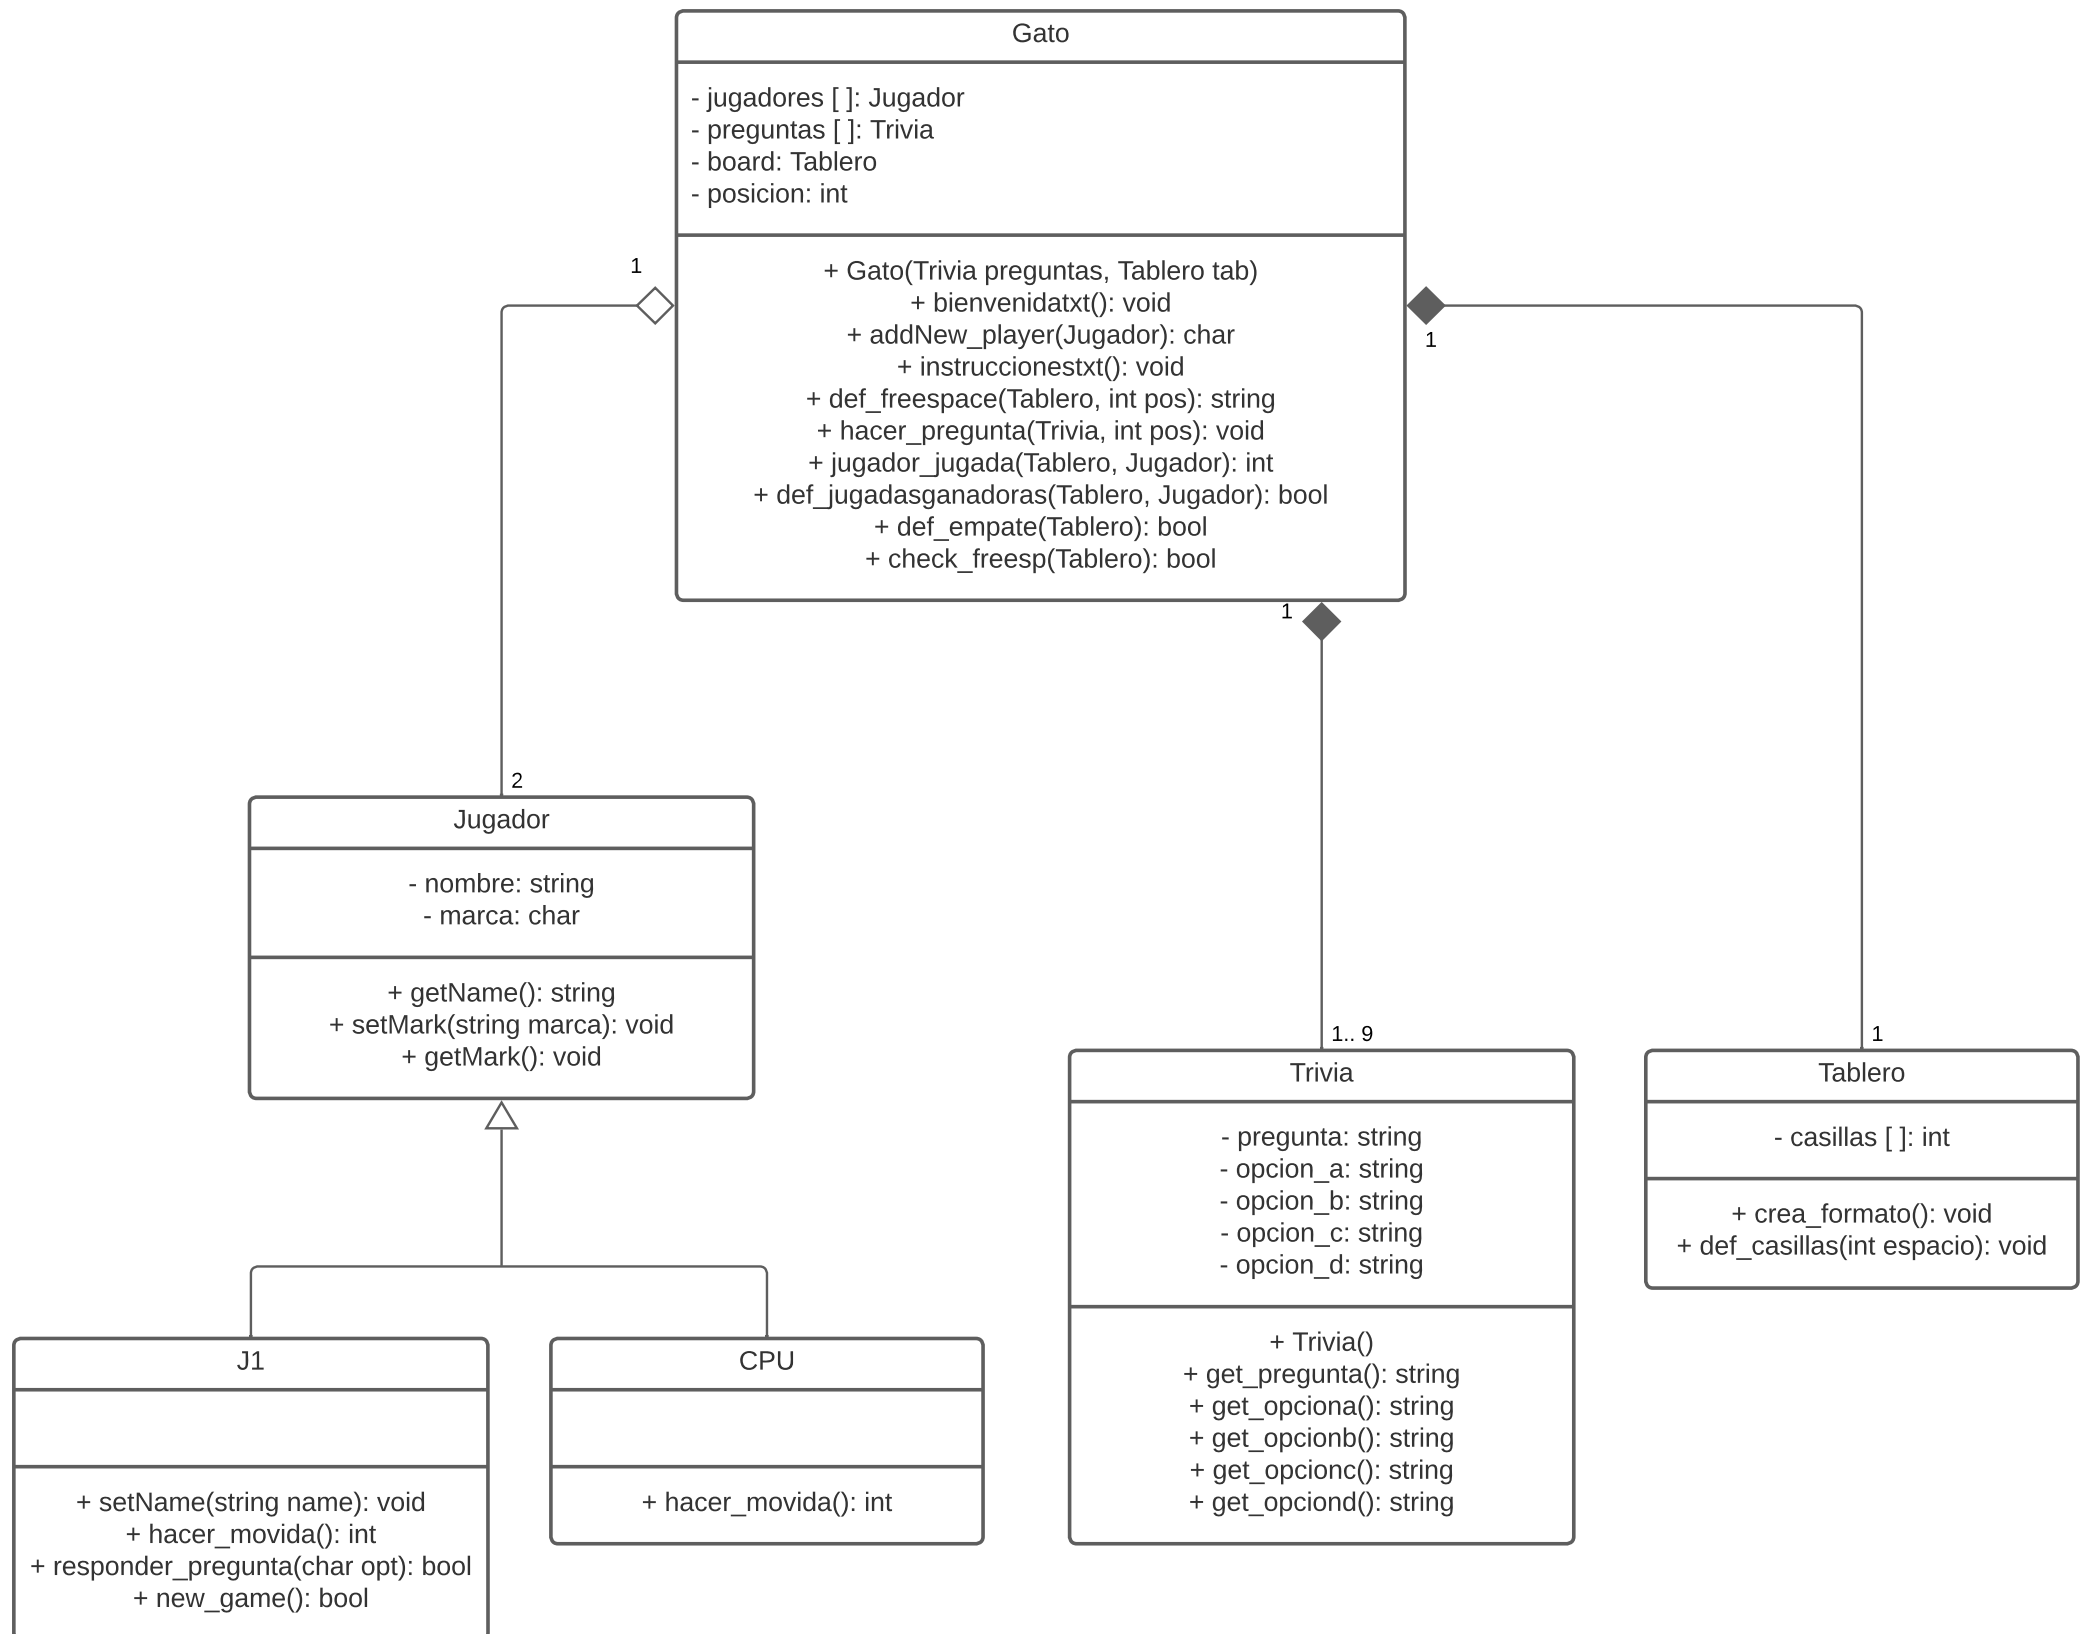 Gato
- jugadores [ ]: Jugador
- preguntas [ ]: Trivia
- board: Tablero
- posicion: int
+ Gato(Trivia preguntas, Tablero tab)
+ bienvenidatxt(): void
+ addNew_player(Jugador): char
+ instruccionestxt(): void
+ def_freespace(Tablero, int pos): string
+ hacer_pregunta(Trivia, int pos): void
+ jugador_jugada(Tablero, Jugador): int
+ def_jugadasganadoras(Tablero, Jugador): bool
+ def_empate(Tablero): bool
+ check_freesp(Tablero): bool
1
1
1
2
Jugador
- nombre: string
- marca: char
+ getName(): string
+ setMark(string marca): void
+ getMark(): void
1.. 9
Trivia
- pregunta: string
- opcion_a: string
- opcion_b: string
- opcion_c: string
- opcion_d: string
+ Trivia()
+ get_pregunta(): string
+ get_opciona(): string
+ get_opcionb(): string
+ get_opcionc(): string
+ get_opciond(): string
1
Tablero
- casillas [ ]: int
+ crea_formato(): void
+ def_casillas(int espacio): void
J1
+ setName(string name): void
+ hacer_movida(): int
+ responder_pregunta(char opt): bool
+ new_game(): bool
CPU
+ hacer_movida(): int